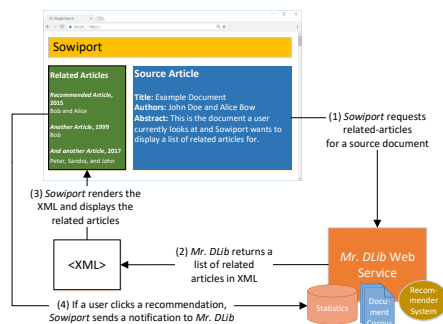 Sowiport
Related Articles
Recommended Article,
2015
Bob and Alice
Another Article, 1999
Bob
And another Article, 2017
Peter, Sandra, and John
Source Article
Title: Example Document
Authors: John Doe and Alice Bow
Abstract: This is the document a user
currently looks at and Sowiport wants to
display a list of related articles for.
(1) Sowiport requests
related-articles
for a source document
(3) Sowiport renders the
XML and displays the
related articles
<XML>
(2) Mr. DLib returns a
list of related
articles in XML
Mr. DLib Web
Service
Statistics
Docu-
ment
Corpus
Recom-
mender
System
(4) If a user clicks a recommendation,
Sowiport sends a notification to Mr. DLib